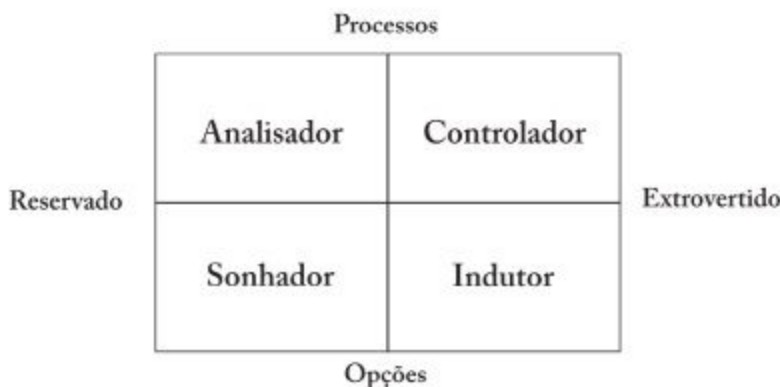 Processos
Analisador Controlador
Reservado Extrovertido
Sonhador Indutor
Opções